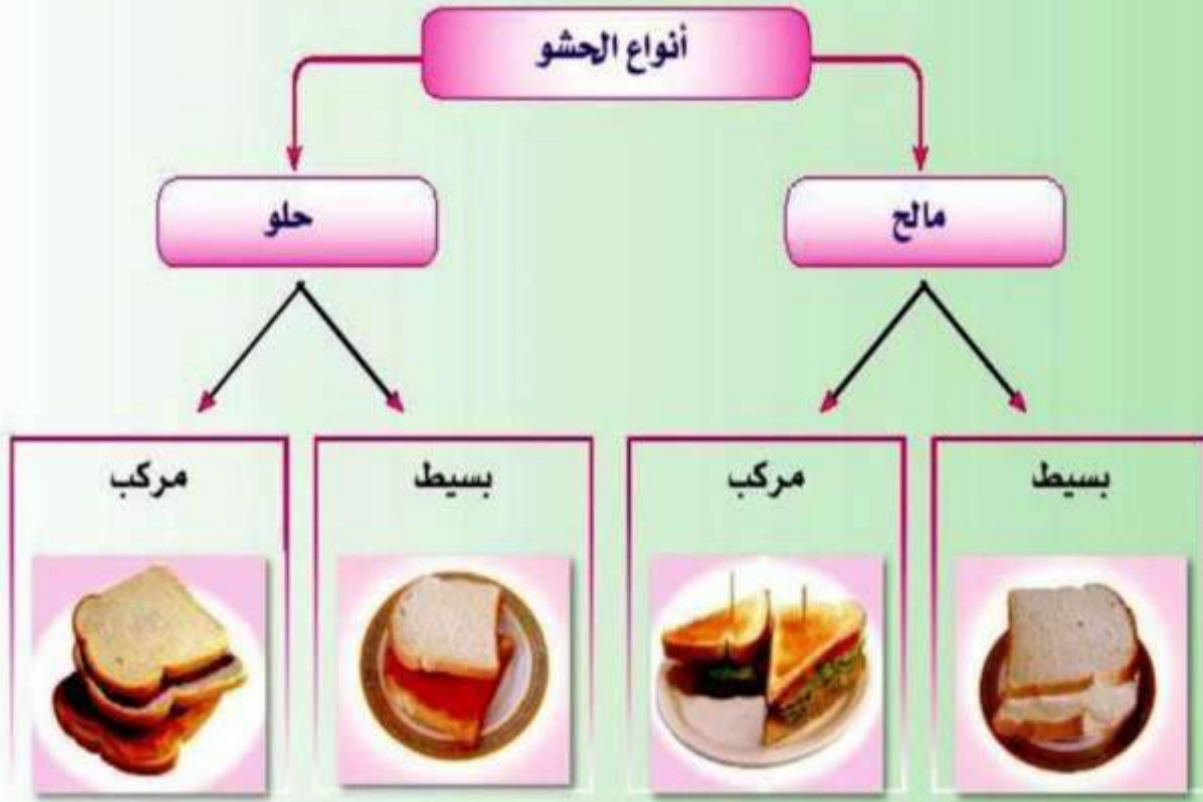 أنواع الحشو
مالح
حلو
بسيط
مركب
بسيط
مركب